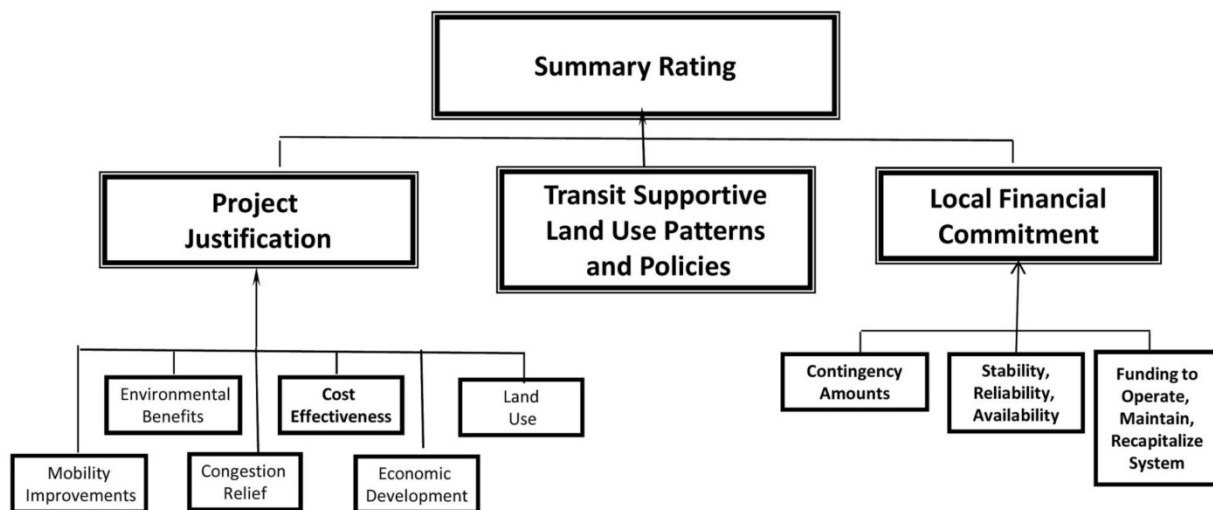 Summary Rating
Project
Justification
Transit Supportive
Land Use Patterns
and Policies
Local Financial
Commitment
Environmental
Benefits
Cost
Effectiveness
Land
Use
Mobility
Improvements
Congestion
Relief
Economic
Development
Contingency
Amounts
Stability,
Reliability,
Availability
Funding to
Operate,
Maintain,
Recapitalize
System